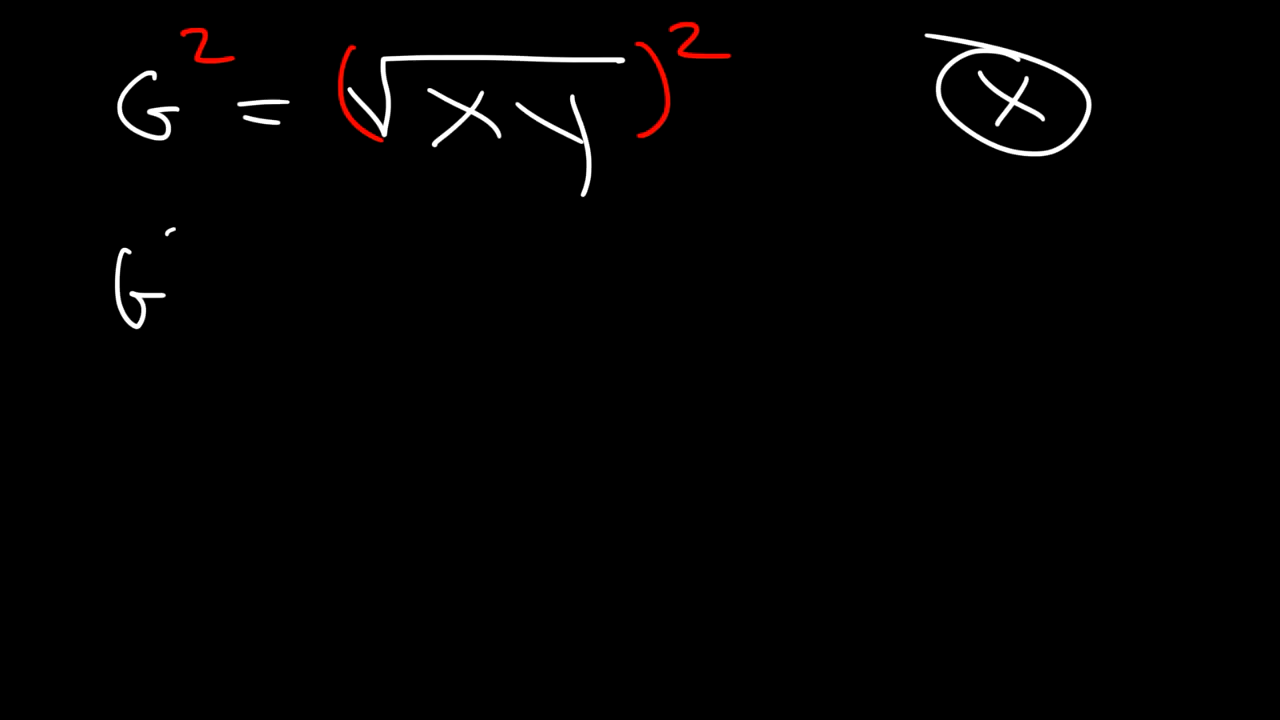 G² = (√xy)² x
G